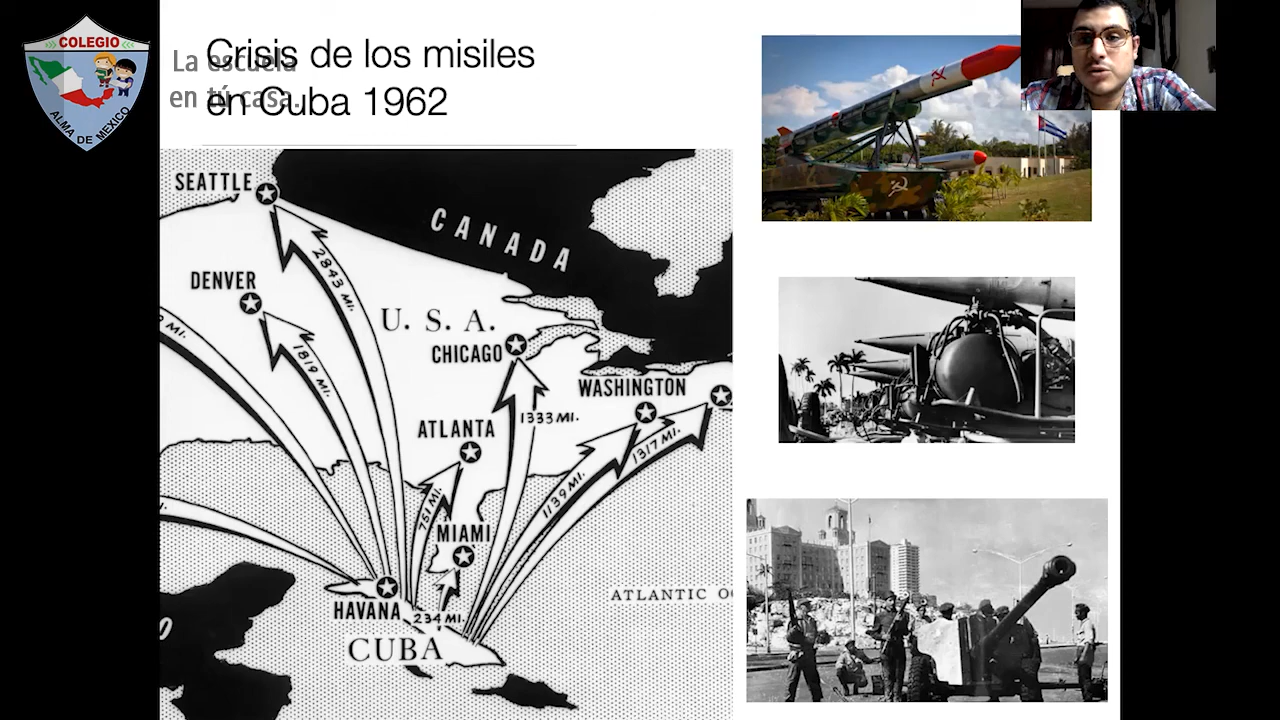 COLEGIO
ALMA DE MEXICO
La escuela
en tú casa.
Crisis de los misiles
en Cuba 1962
SEATTLE
CANADA
2843 MI.
DENVER
U. S. A.
MI.
1819 MI.
CHICAGO
WASHINGTON
1333 MI.
ATLANTA
1317 MI.
751 MI.
1139 MI.
MIAMI
ATLANTIC O
HAVANA
234 MI.
CUBA